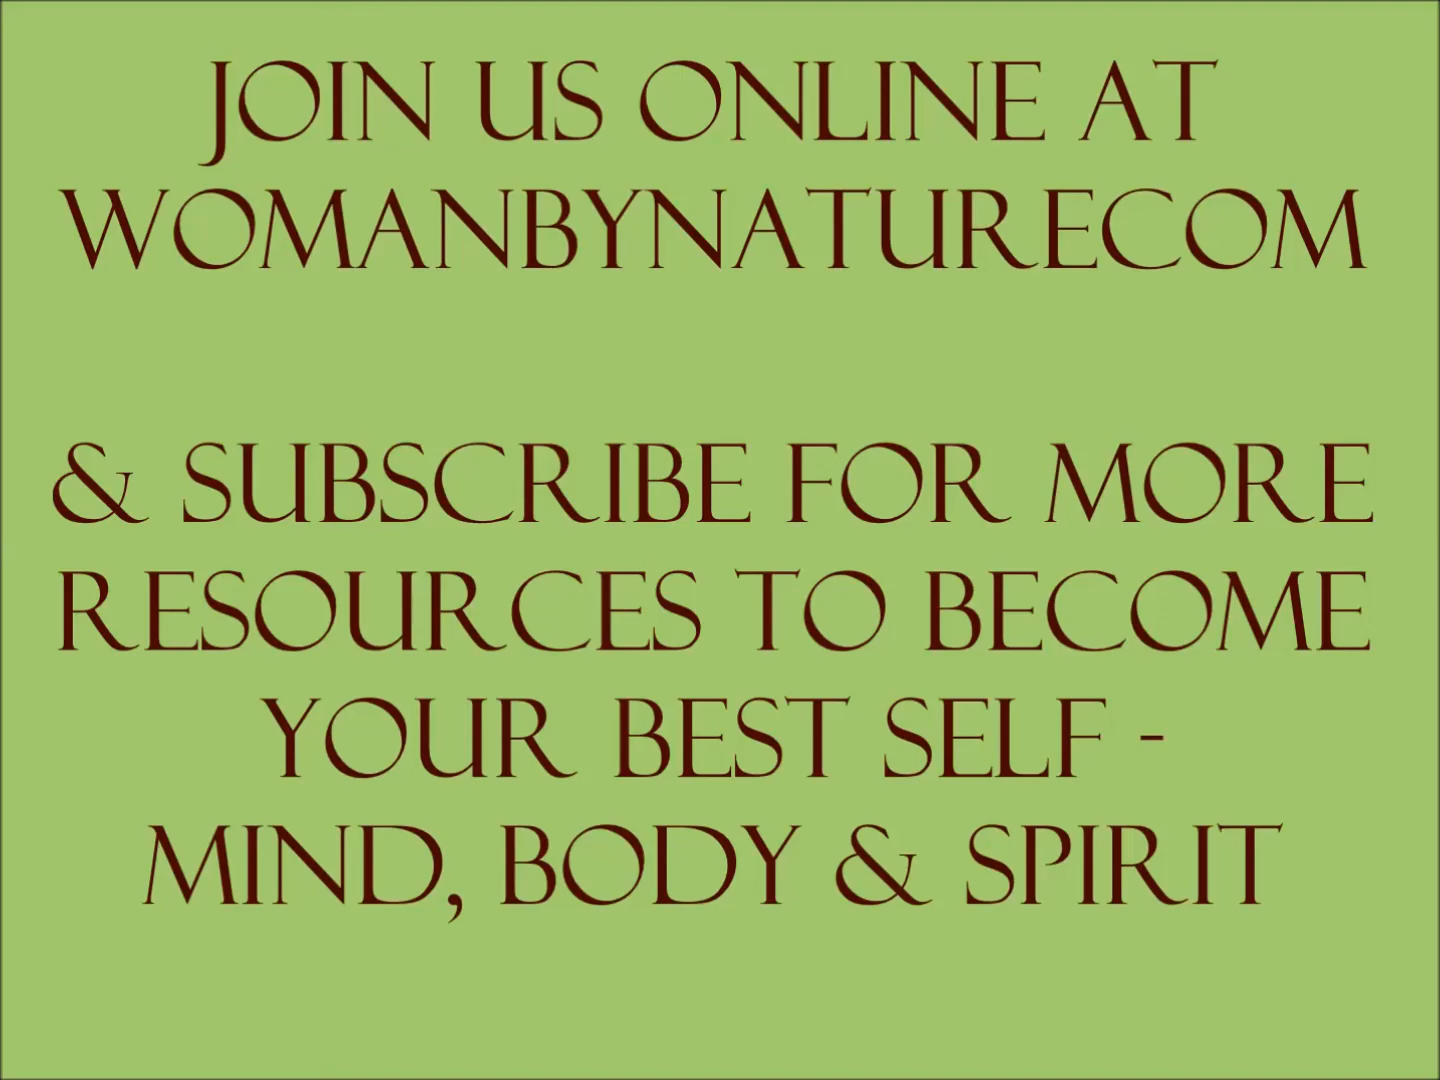 JOIN US ONLINE AT
WOMANBYNATURECOM
& SUBSCRIBE FOR MORE
RESOURCES TO BECOME
YOUR BEST SELF -
MIND, BODY & SPIRIT